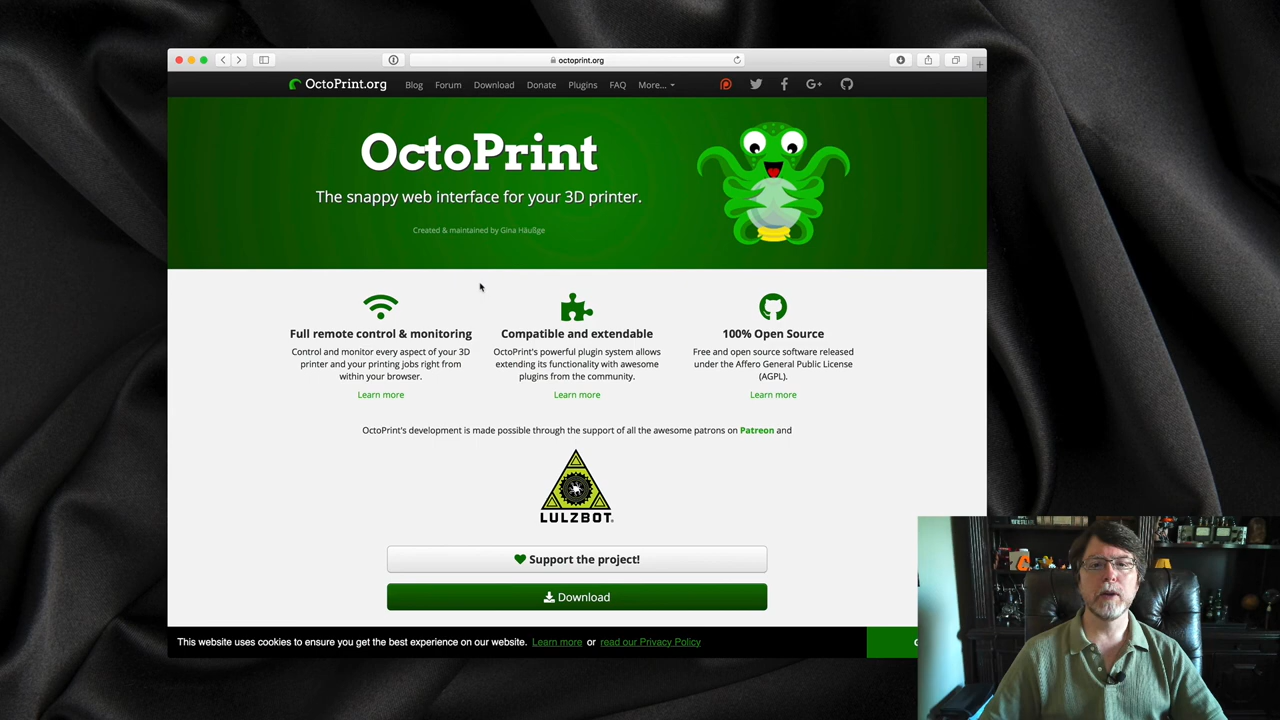 octoprint.org
OctoPrint.org Blog Forum Download Donate Plugins FAQ More... G+
OctoPrint
The snappy web interface for your 3D printer.
Created & maintained by Gina Häußge
Full remote control & monitoring
Control and monitor every aspect of your 3D
printer and your printing jobs right from
within your browser.
Learn more
Compatible and extendable
OctoPrint's powerful plugin system allows
extending its functionality with awesome
plugins from the community.
Learn more
100% Open Source
Free and open source software released
under the Affero General Public License
(AGPL).
Learn more
OctoPrint's development is made possible through the support of all the awesome patrons on Patreon and
LULZBOT
Support the project!
Download
This website uses cookies to ensure you get the best experience on our website. Learn more or read our Privacy Policy